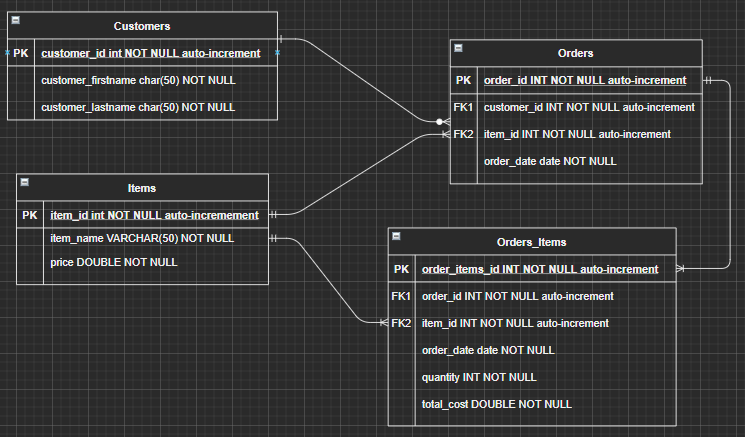 Customers
PK customer_id int NOT NULL auto-increment
customer_firstname char(50) NOT NULL
customer_lastname char(50) NOT NULL
Orders
PK order_id INT NOT NULL auto-increment
FK1 customer_id INT NOT NULL auto-increment
FK2 item_id INT NOT NULL auto-increment
order_date date NOT NULL
Items
PK item_id int NOT NULL auto-incremement
item_name VARCHAR(50) NOT NULL
price DOUBLE NOT NULL
Orders_Items
PK order_items_id INT NOT NULL auto-increment
FK1 order_id INT NOT NULL auto-increment
FK2 item_id INT NOT NULL auto-increment
order_date date NOT NULL
quantity INT NOT NULL
total_cost DOUBLE NOT NULL